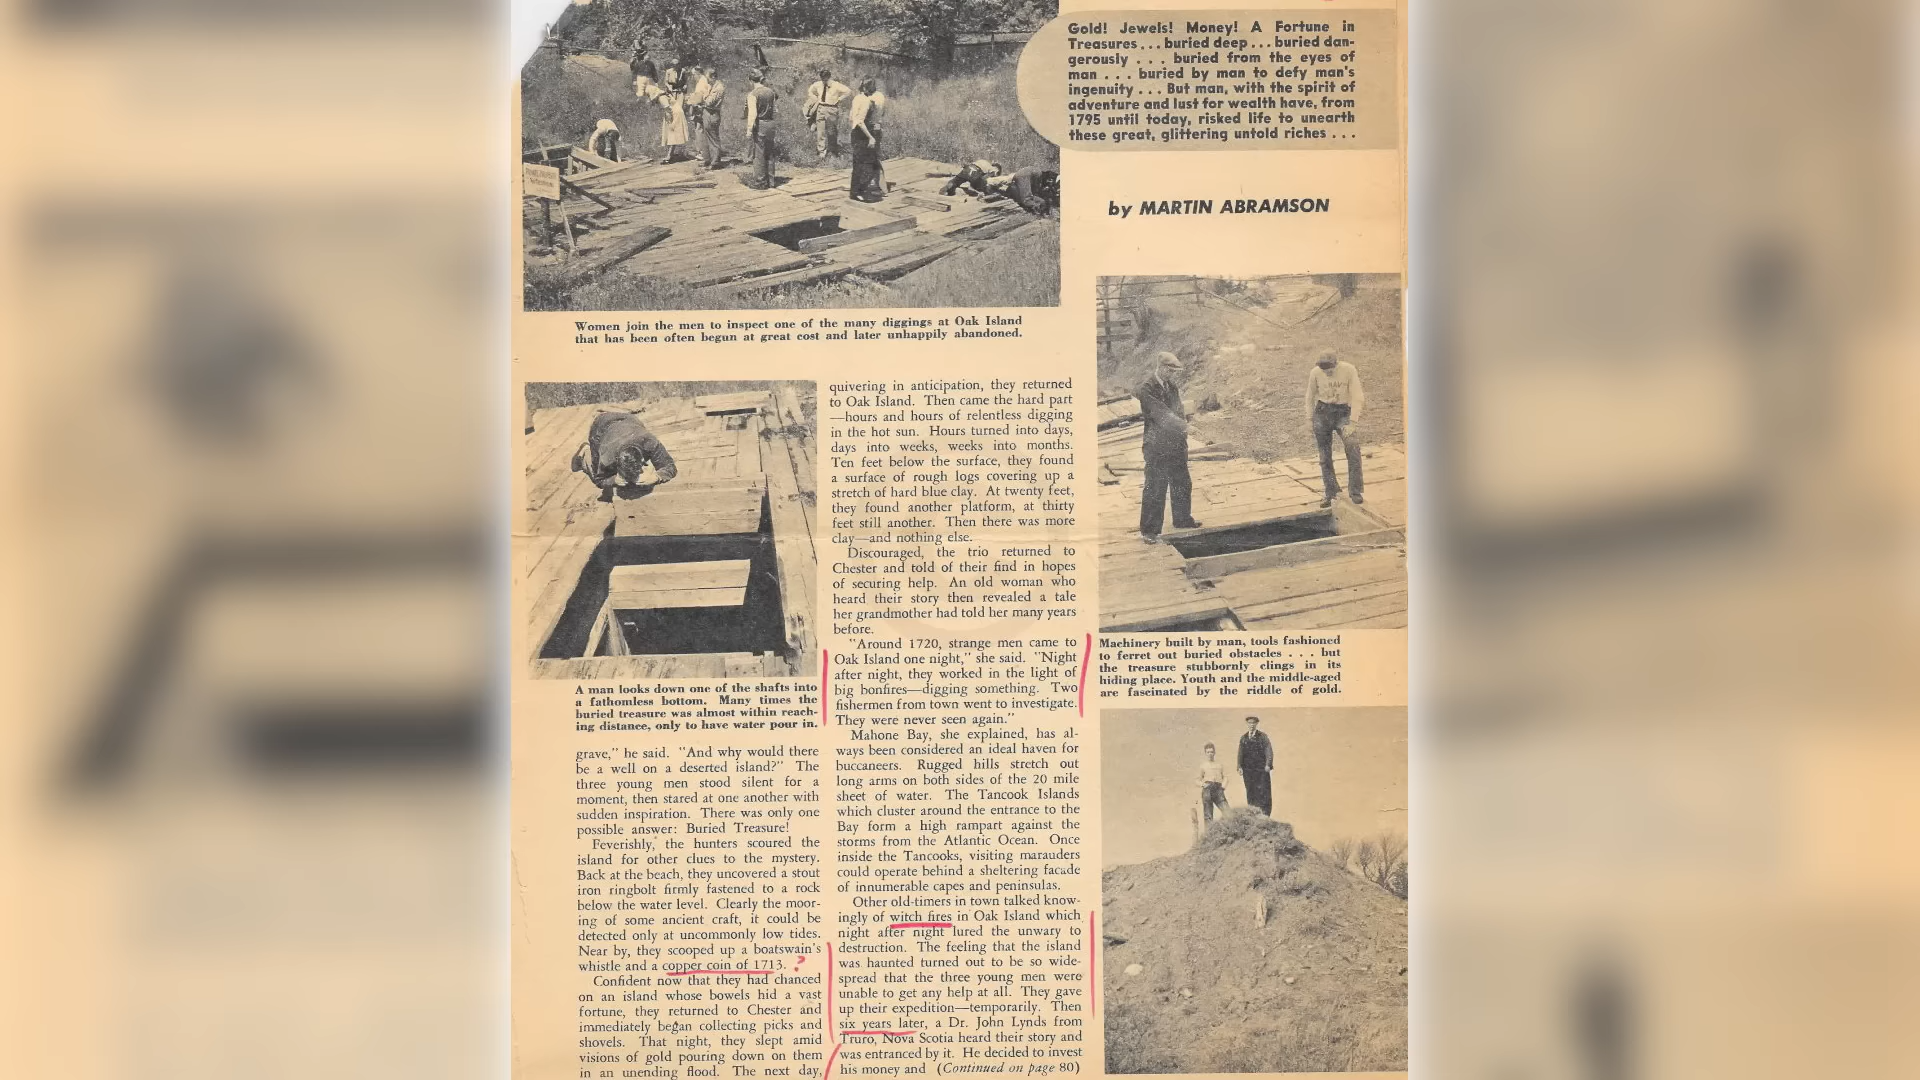 Gold! Jewels! Money! A Fortune in
Treasures . . . buried deep . . . buried dan-
gerously . . . buried from the eyes of
man . . . buried by man to defy man's
ingenuity . . . But man, with the spirit of
adventure and lust for wealth have, from
1795 until today, risked life to unearth
these great, glittering untold riches . . .
by MARTIN ABRAMSON
Women join the men to inspect one of the many diggings at Oak Island
that has been often begun at great cost and later unhappily abandoned.
A man looks down one of the shafts into
a fathomless bottom. Many times the
buried treasure was almost within reach-
ing distance, only to have water pour in.
grave," he said. "And why would there
be a well on a deserted island?" The
three young men stood silent for a
moment, then stared at one another with
sudden inspiration. There was only one
possible answer: Buried Treasure!
Feverishly, the hunters scoured the
island for other clues to the mystery.
Back at the beach, they uncovered a stout
iron ringbolt firmly fastened to a rock
below the water level. Clearly the moor-
ing of some ancient craft, it could be
detected only at uncommonly low tides.
Near by, they scooped up a boatswain's
whistle and a copper coin of 1713. ?
Confident now that they had chanced
on an island whose bowels hid a vast
fortune, they returned to Chester and
immediately began collecting picks and
shovels. That night, they slept amid
visions of gold pouring down on them
in an unending flood. The next day,
quivering in anticipation, they returned
to Oak Island. Then came the hard part
—hours and hours of relentless digging
in the hot sun. Hours turned into days,
days into weeks, weeks into months.
Ten feet below the surface, they found
a surface of rough logs covering up a
stretch of hard blue clay. At twenty feet,
they found another platform, at thirty
feet still another. Then there was more
clay—and nothing else.
Discouraged, the trio returned to
Chester and told of their find in hopes
of securing help. An old woman who
heard their story then revealed a tale
her grandmother had told her many years
before.
"Around 1720, strange men came to
Oak Island one night," she said. "Night
after night, they worked in the light of
big bonfires—digging something. Two
fishermen from town went to investigate.
They were never seen again."
Mahone Bay, she explained, has al-
ways been considered an ideal haven for
buccaneers. Rugged hills stretch out
long arms on both sides of the 20 mile
sheet of water. The Tancook Islands
which cluster around the entrance to the
Bay form a high rampart against the
storms from the Atlantic Ocean. Once
inside the Tancooks, visiting marauders
could operate behind a sheltering facade
of innumerable capes and peninsulas.
Other old-timers in town talked know-
ingly of witch fires in Oak Island which
night after night lured the unwary to
destruction. The feeling that the island
was haunted turned out to be so wide-
spread that the three young men were
unable to get any help at all. They gave
up their expedition—temporarily. Then
six years later, a Dr. John Lynds from
Truro, Nova Scotia heard their story and
was entranced by it. He decided to invest
his money and (Continued on page 80)
Machinery built by man, tools fashioned
to ferret out buried obstacles . . . but
the treasure stubbornly clings in its
hiding place. Youth and the middle-aged
are fascinated by the riddle of gold.